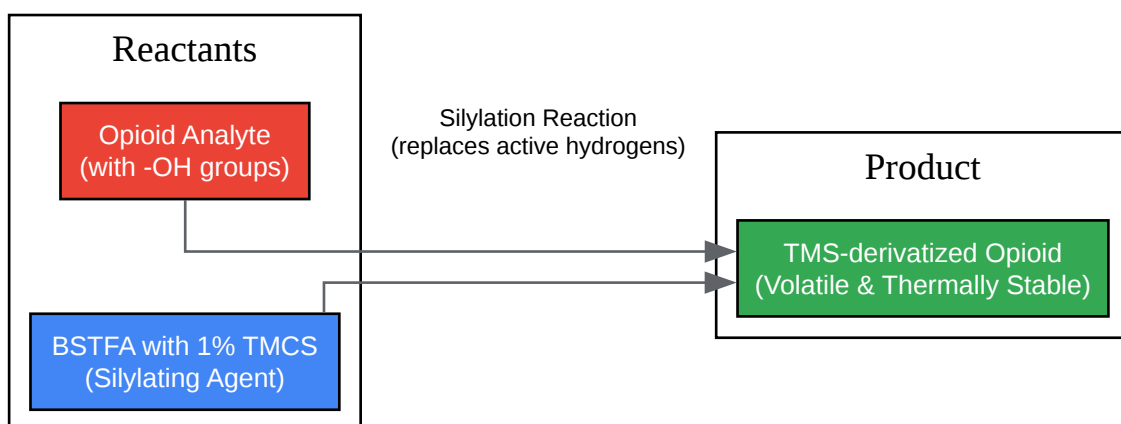 Reactants
Opioid Analyte
(with -OH groups)
BSTFA with 1% TMCS
(Silylating Agent)
Silylation Reaction
(replaces active hydrogens)
Product
TMS-derivatized Opioid
(Volatile & Thermally Stable)